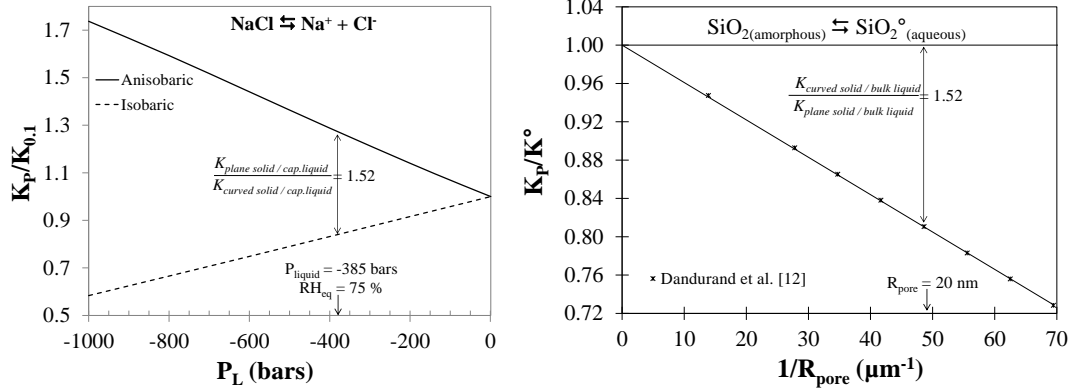 NaCl ⇆ Na⁺ + Cl⁻
1.7
1.5
1.3
1.1
0.9
0.7
0.5
K_P/K_0.1
Anisobaric
Isobaric
K_plane solid / cap.liquid
K_curved solid / cap.liquid
= 1.52
P_liquid = -385 bars
RH_eq = 75 %
-1000 -800 -600 -400 -200 0
P_L (bars)
SiO_2(amorphous) ⇆ SiO_2°_(aqueous)
1.00
0.96
0.92
0.88
0.84
0.80
0.76
0.72
K_P/K°
K_curved solid / bulk liquid
K_plane solid / bulk liquid
= 1.52
Dandurand et al. [12]
R_pore = 20 nm
0 10 20 30 40 50 60 70
1/R_pore (µm⁻¹)